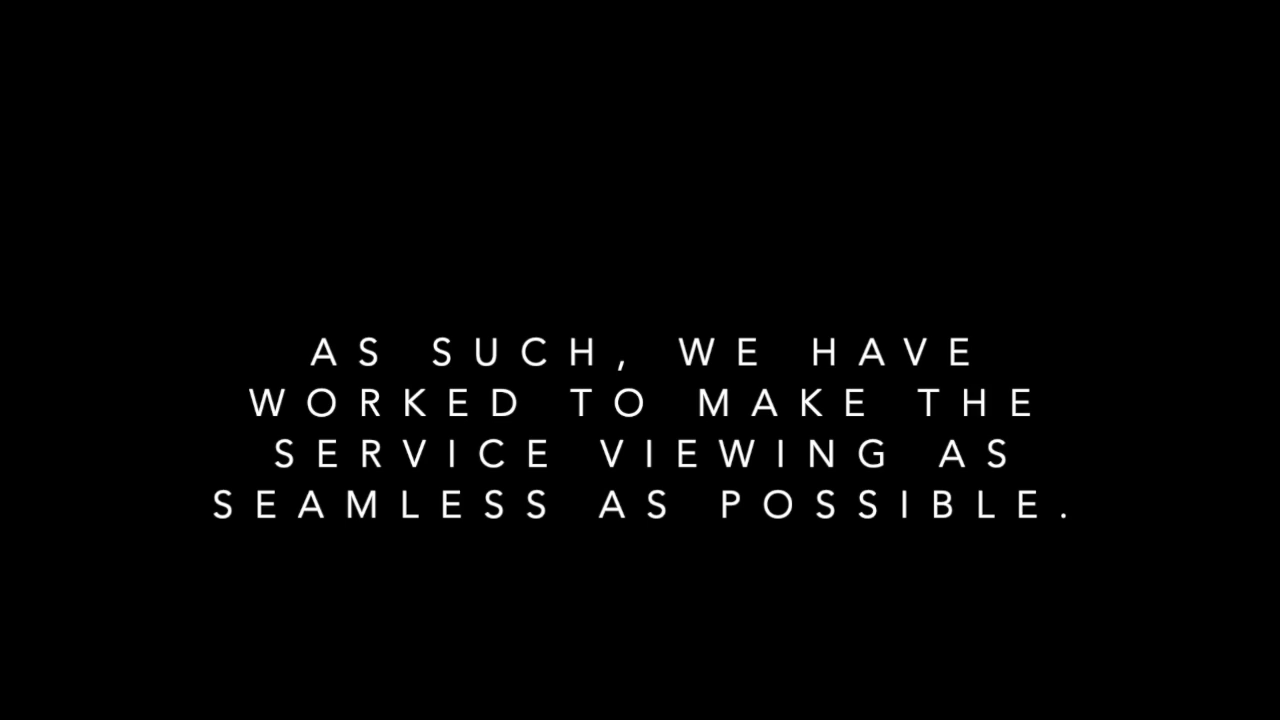 AS SUCH, WE HAVE
WORKED TO MAKE THE
SERVICE VIEWING AS
SEAMLESS AS POSSIBLE.